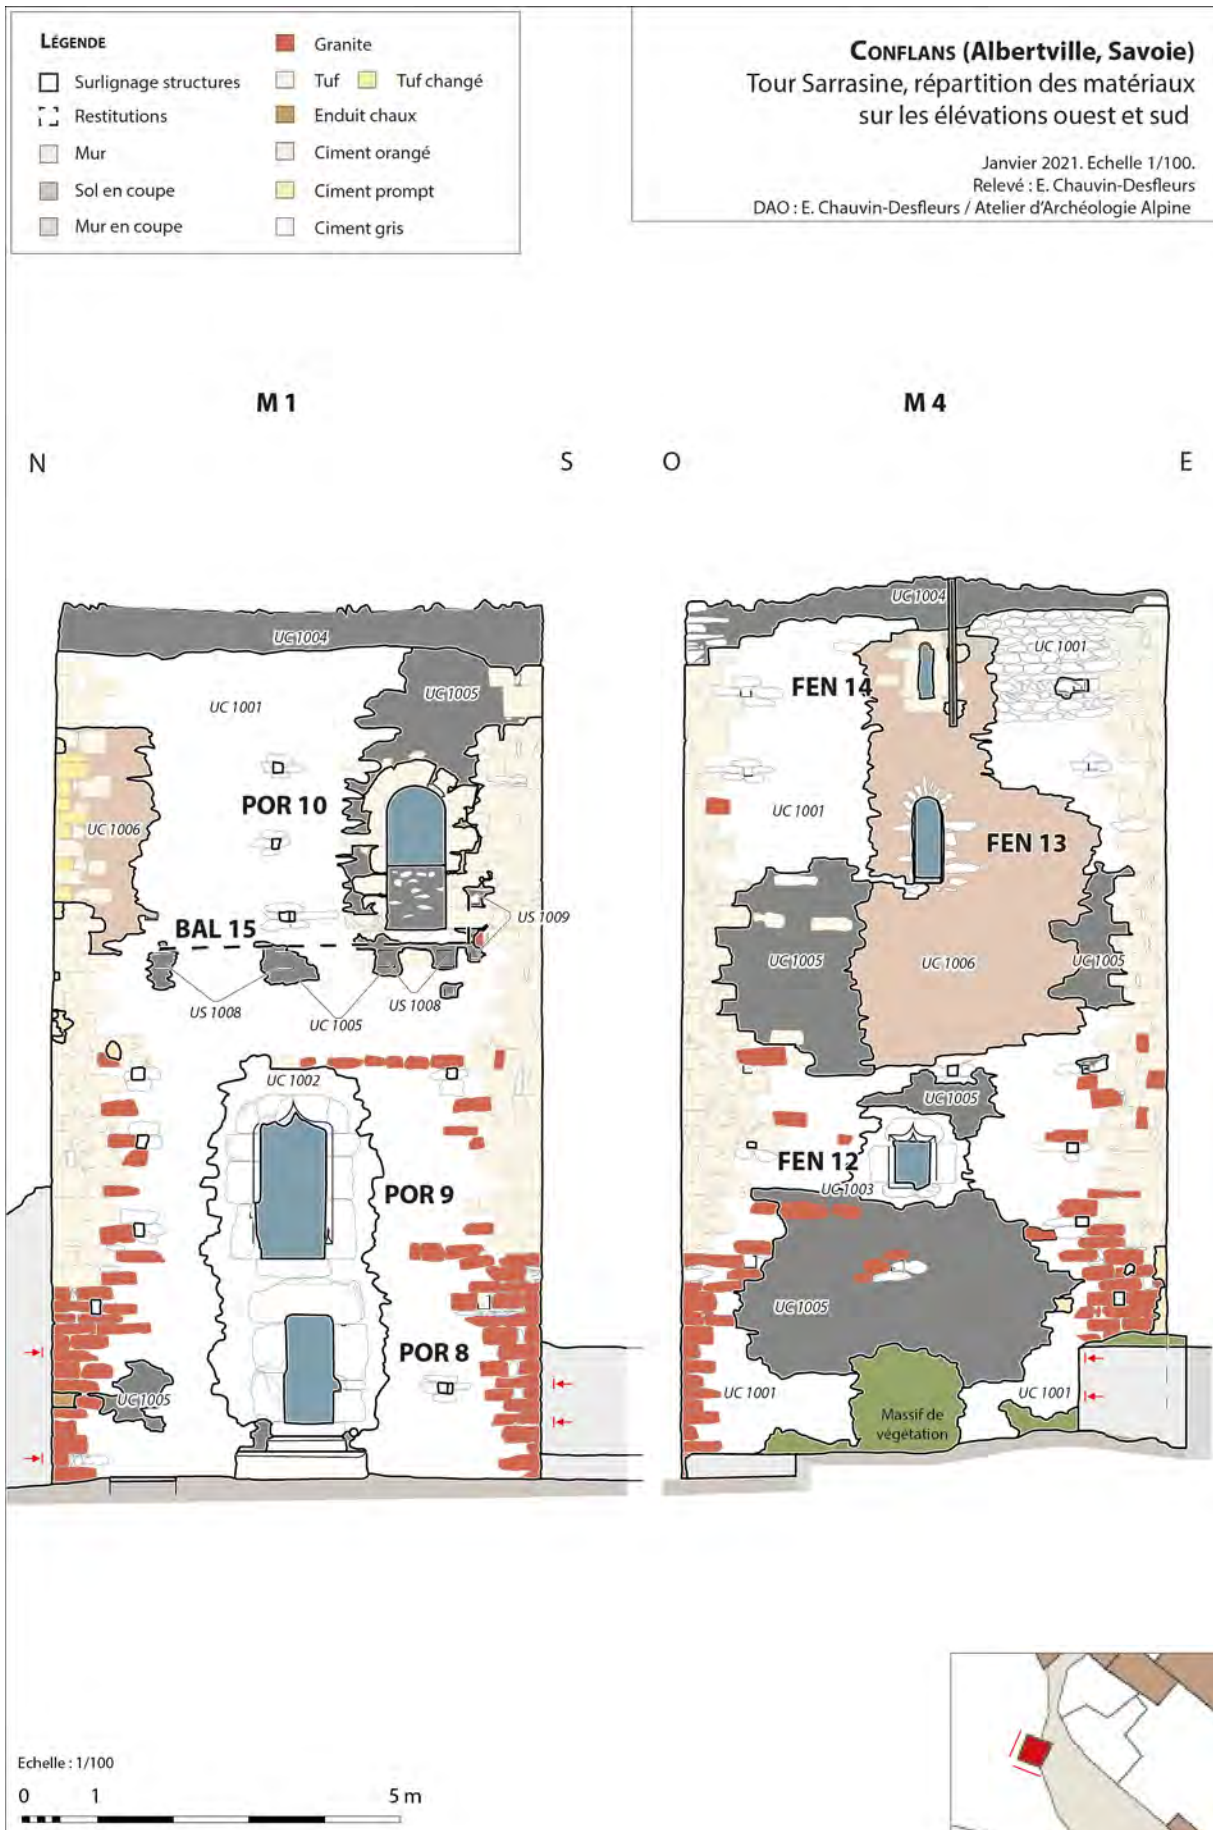 LÉGENDE
Surlignage structures
Restitutions
Mur
Sol en coupe
Mur en coupe
Granite
Tuf
Tuf changé
Enduit chaux
Ciment orangé
Ciment prompt
Ciment gris
CONFLANS (Albertville, Savoie)
Tour Sarrasine, répartition des matériaux
sur les élévations ouest et sud
Janvier 2021. Echelle 1/100.
Relevé : E. Chauvin-Desfleurs
DAO : E. Chauvin-Desfleurs / Atelier d'Archéologie Alpine
M 1
N
S
UC 1004
UC 1005
UC 1001
POR 10
UC 1006
US 1009
BAL 15
US 1008
UC 1005
US 1008
UC 1002
POR 9
POR 8
UC 1005
M 4
O
E
UC 1004
UC 1001
FEN 14
UC 1001
FEN 13
UC 1005
UC 1006
UC 1005
UC 1005
FEN 12
UC 1003
UC 1005
UC 1001
UC 1001
Massif de
végétation
Echelle : 1/100
0 1 5 m